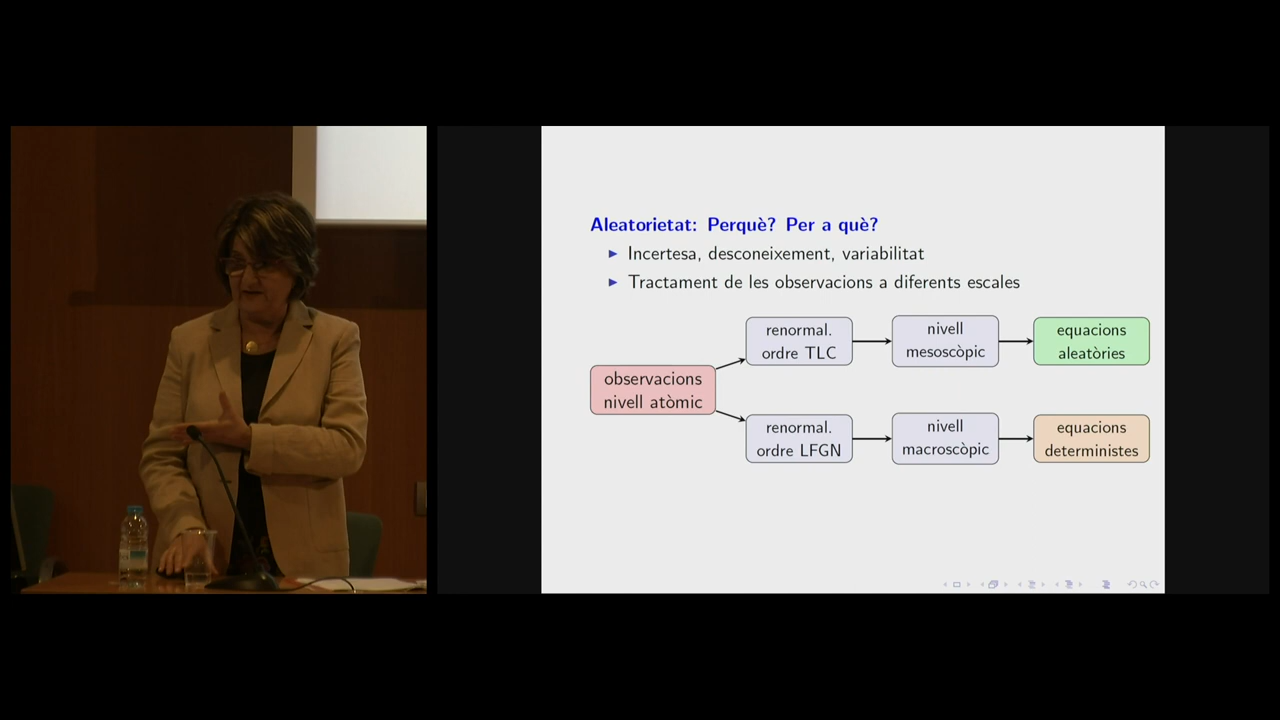 Aleatorietat: Perquè? Per a què?
Incertesa, desconeixement, variabilitat
Tractament de les observacions a diferents escales
observacions
nivell atòmic
renormal.
ordre TLC
nivell
mesoscòpic
equacions
aleatòries
renormal.
ordre LFGN
nivell
macroscòpic
equacions
deterministes